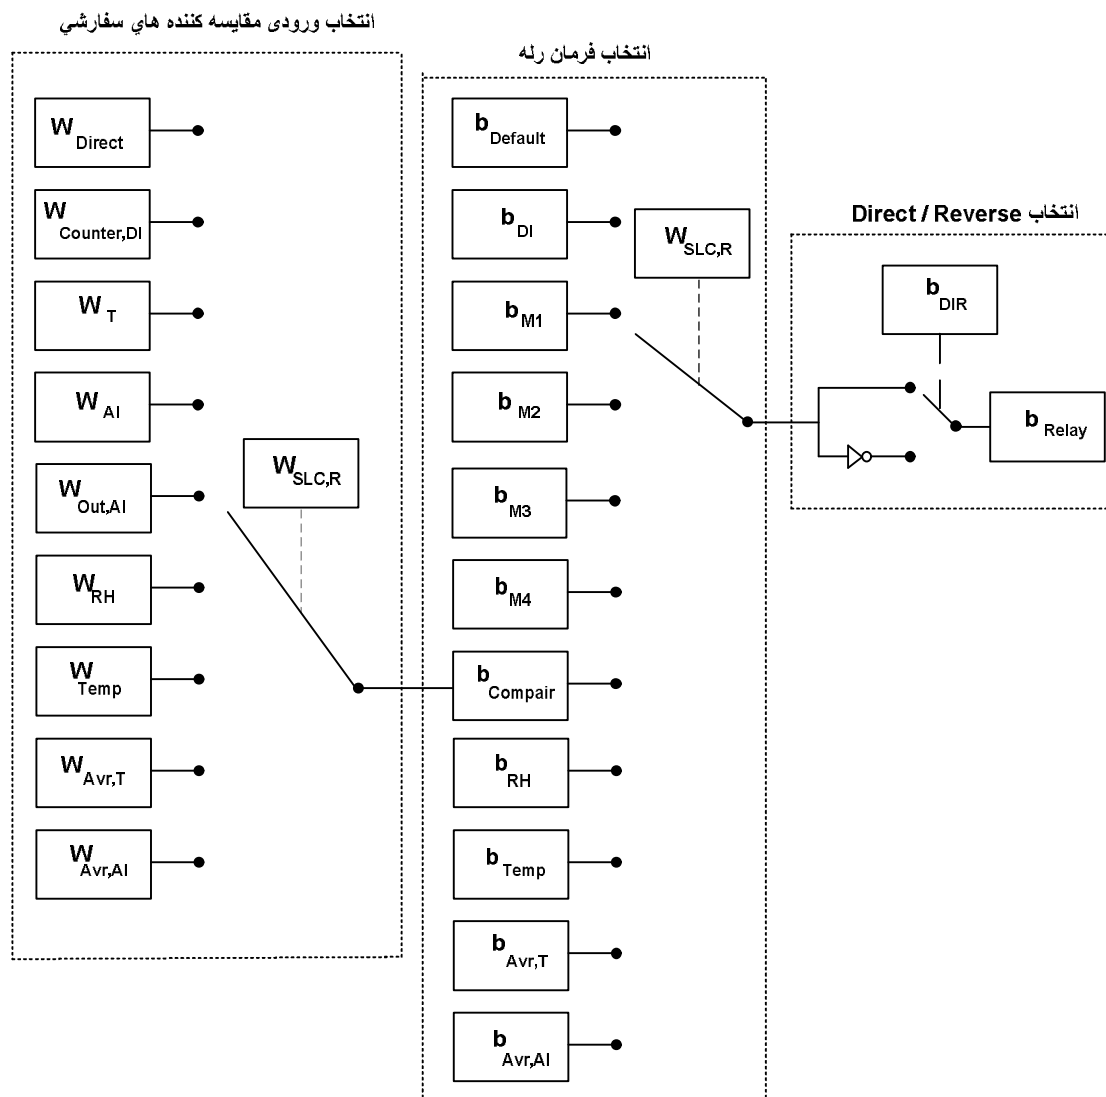 انتخاب ورودی مقایسه کننده هاي سفارشي
W Direct
W Counter,DI
W T
W AI
W Out,AI
W RH
W Temp
W Avr,T
W Avr,AI
W SLC,R
انتخاب فرمان رله
b Default
b DI
b M1
b M2
b M3
b M4
b Compair
b RH
b Temp
b Avr,T
b Avr,AI
W SLC,R
انتخاب Direct / Reverse
b DIR
b Relay